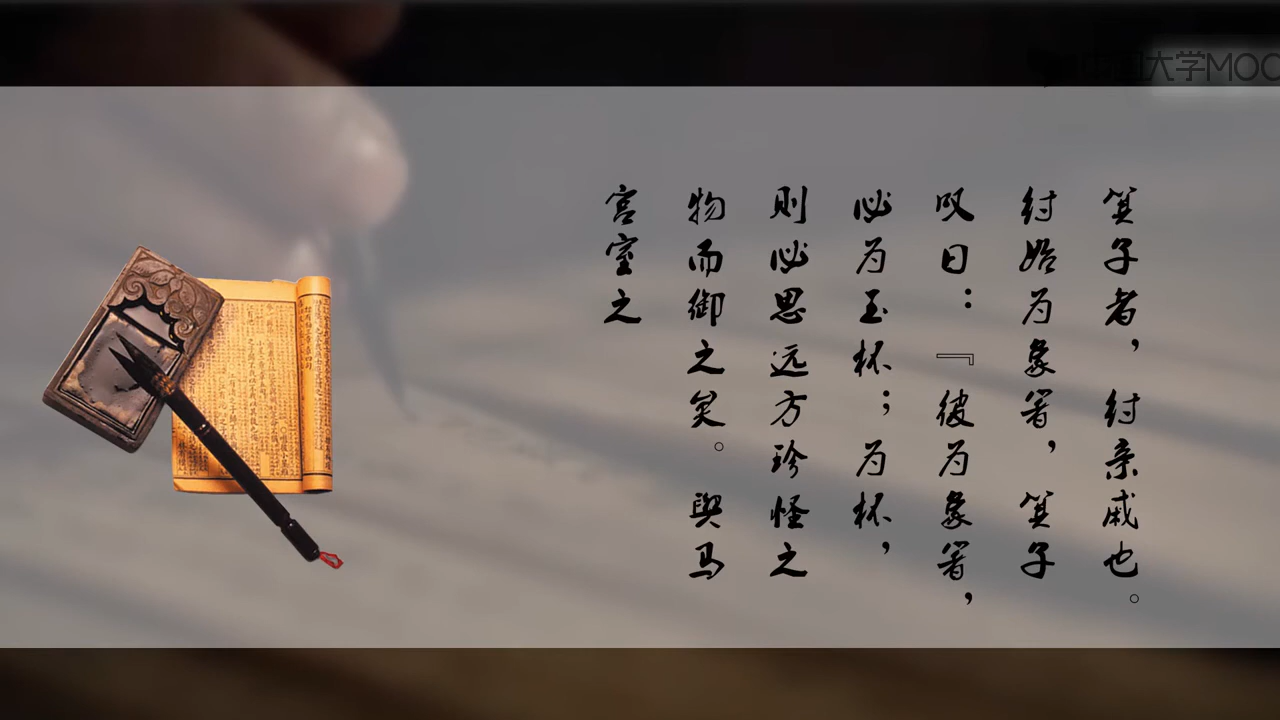 箕子者，纣亲戚也。
纣始为象箸，箕子
叹曰：『彼为象箸，
必为玉杯；为杯，
则必思远方珍怪之
物而御之矣。舆马
宫室之
中国大学MOOC